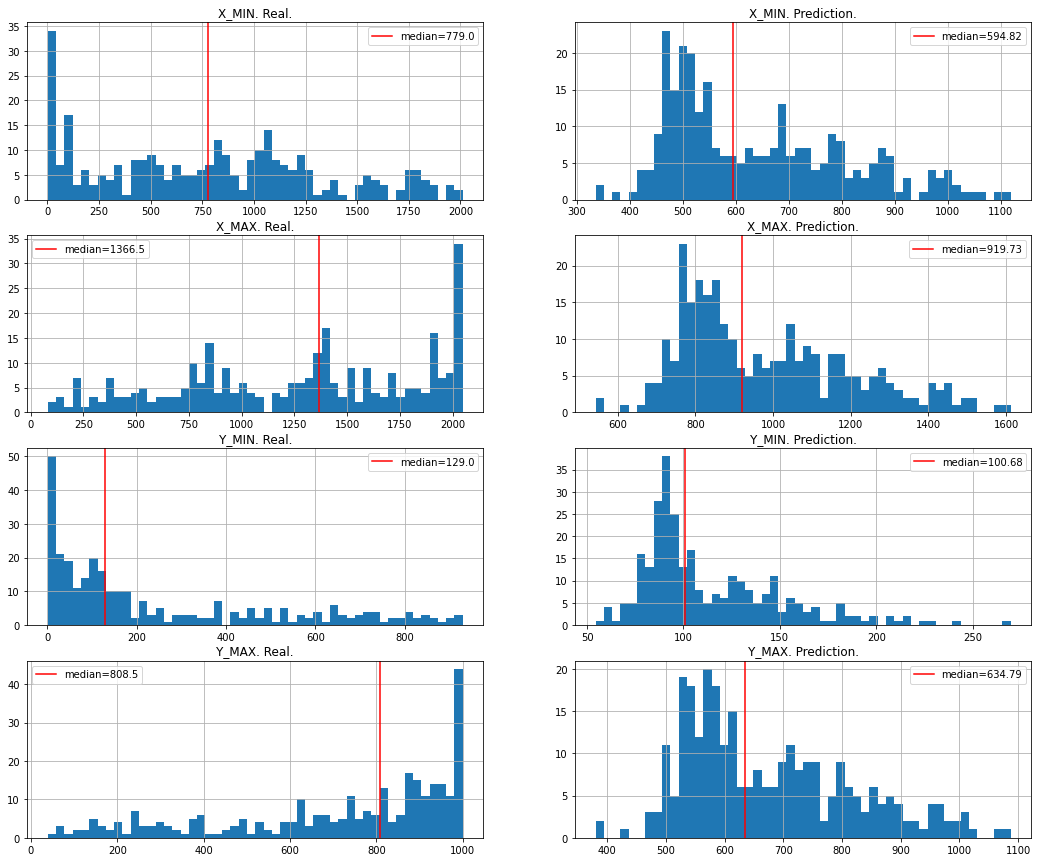 X_MIN. Real.
median=779.0
35
30
25
20
15
10
5
0
0 250 500 750 1000 1250 1500 1750 2000
X_MIN. Prediction.
median=594.82
20
15
10
5
0
300 400 500 600 700 800 900 1000 1100
X_MAX. Real.
median=1366.5
35
30
25
20
15
10
5
0
0 250 500 750 1000 1250 1500 1750 2000
X_MAX. Prediction.
median=919.73
20
15
10
5
0
600 800 1000 1200 1400 1600
Y_MIN. Real.
median=129.0
50
40
30
20
10
0
0 200 400 600 800
Y_MIN. Prediction.
median=100.68
35
30
25
20
15
10
5
0
50 100 150 200 250
Y_MAX. Real.
median=808.5
40
30
20
10
0
0 200 400 600 800 1000
Y_MAX. Prediction.
median=634.79
20
15
10
5
0
400 500 600 700 800 900 1000 1100